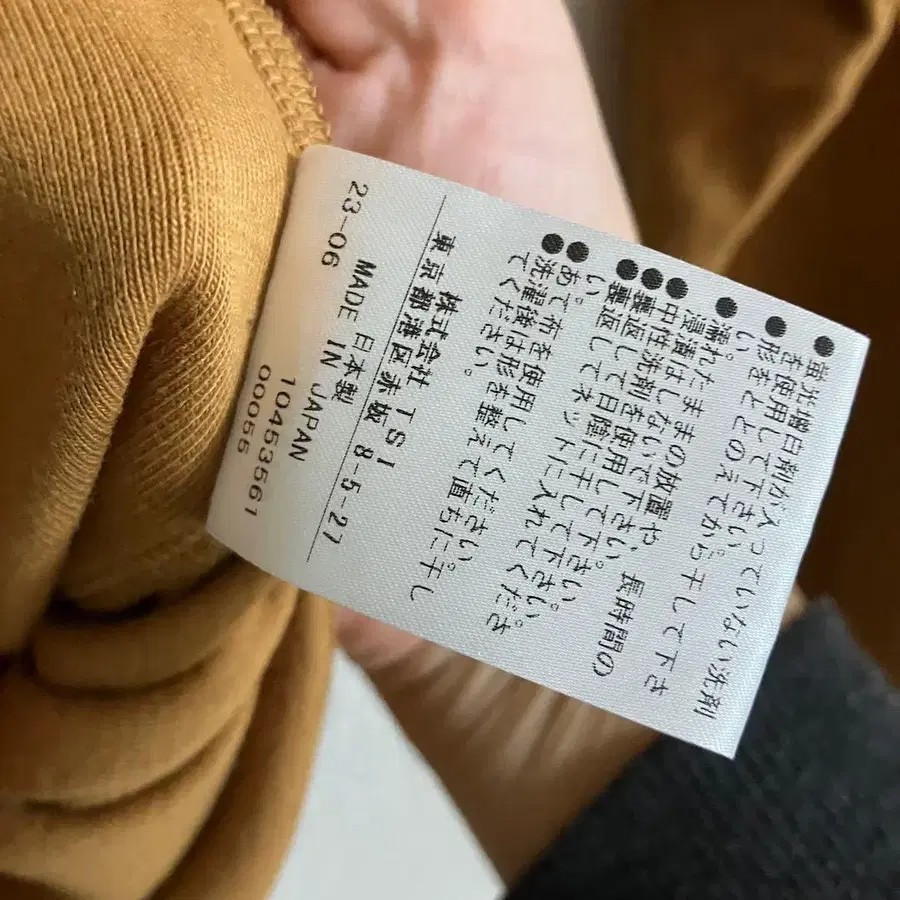 ●蛍光増白剤が入っていない洗剤
を使用して下さい。
●形をととのえてから干して下さ
い。
●濡れたままの放置や、長時間の
浸漬はしないで下さい。
●中性洗剤を使用して下さい。
●裏返して日陰に干して下さい。
●裏返してネットに入れてくださ
い。
●あて布を使用してください。
●洗濯後は形を整えて直ちに干し
てください。
株式会社 TSI
東京都港区赤坂 8-5-27
日本製
MADE IN JAPAN
23-06
10453561
00055